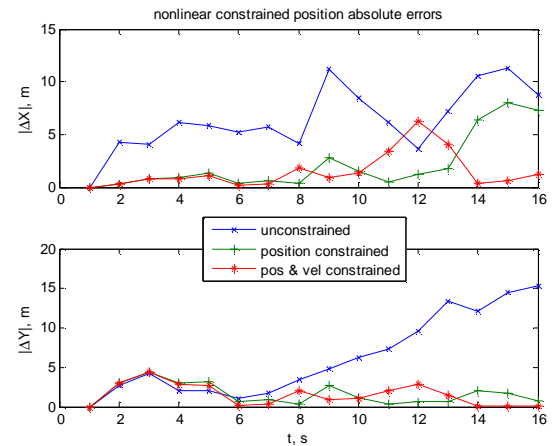 nonlinear constrained position absolute errors
15
10
5
0
|ΔX|, m
0 2 4 6 8 10 12 14 16
unconstrained
position constrained
pos & vel constrained
20
15
10
5
0
|ΔY|, m
0 2 4 6 8 10 12 14 16
t, s